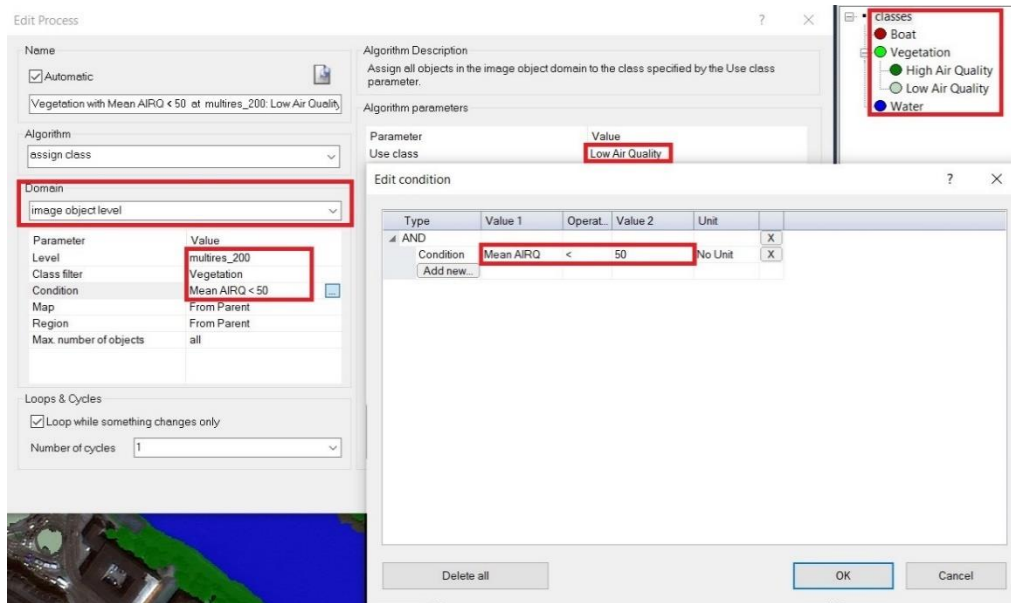 Edit Process
Name
Automatic
Vegetation with Mean AIRQ < 50 at multires_200: Low Air Quality
Algorithm
assign class
Domain
image object level
Parameter Value
Level multires_200
Class filter Vegetation
Condition Mean AIRQ < 50 ...
Map From Parent
Region From Parent
Max. number of objects all
Loops & Cycles
Loop while something changes only
Number of cycles 1
Algorithm Description
Assign all objects in the image object domain to the class specified by the Use class
parameter.
Algorithm parameters
Parameter Value
Use class Low Air Quality
Edit condition
Type Value 1 Operat... Value 2 Unit
AND X
Condition Mean AIRQ < 50 No Unit X
Add new...
Delete all OK Cancel
classes
Boat
Vegetation
High Air Quality
Low Air Quality
Water